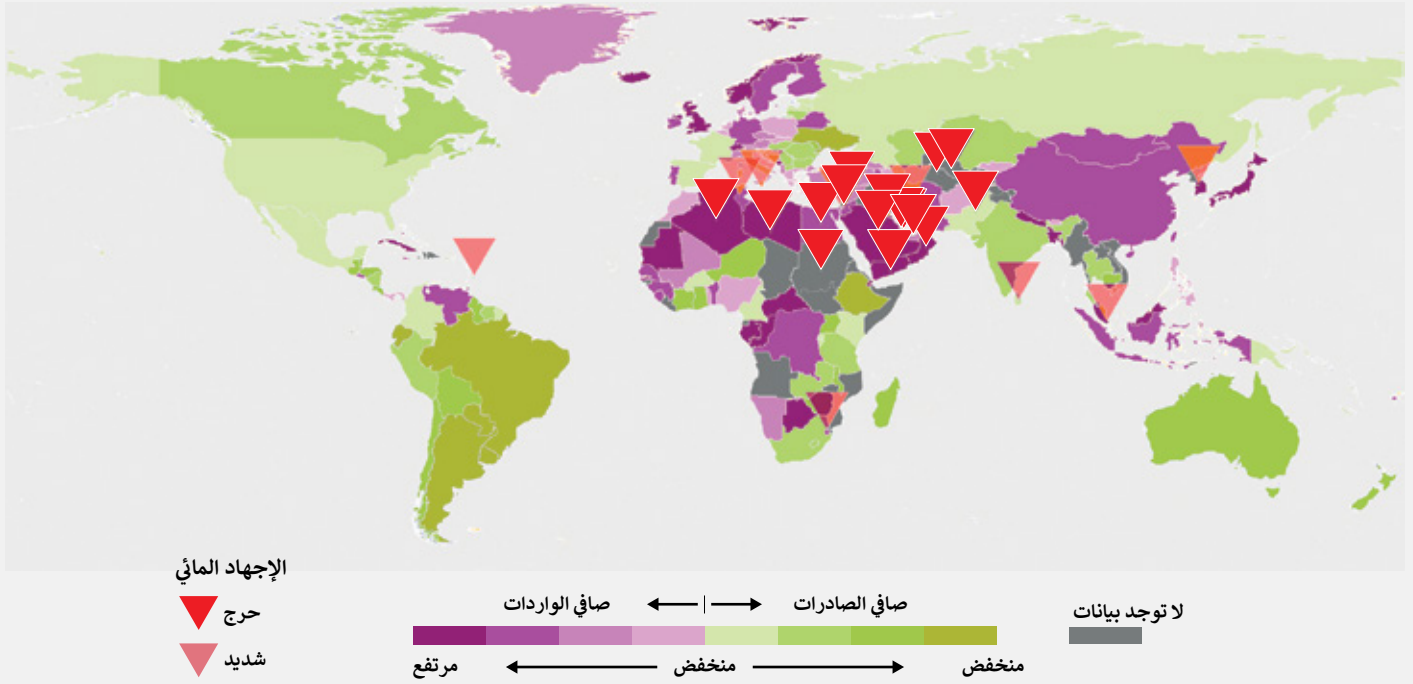 الإجهاد المائي
حرج
شديد
صافي الواردات
صافي الصادرات
مرتفع
منخفض
منخفض
لا توجد بيانات